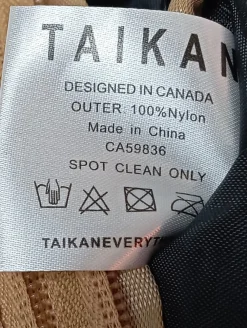 TAIKAN
DESIGNED IN CANADA
OUTER: 100%Nylon
Made in China
CA59836
SPOT CLEAN ONLY